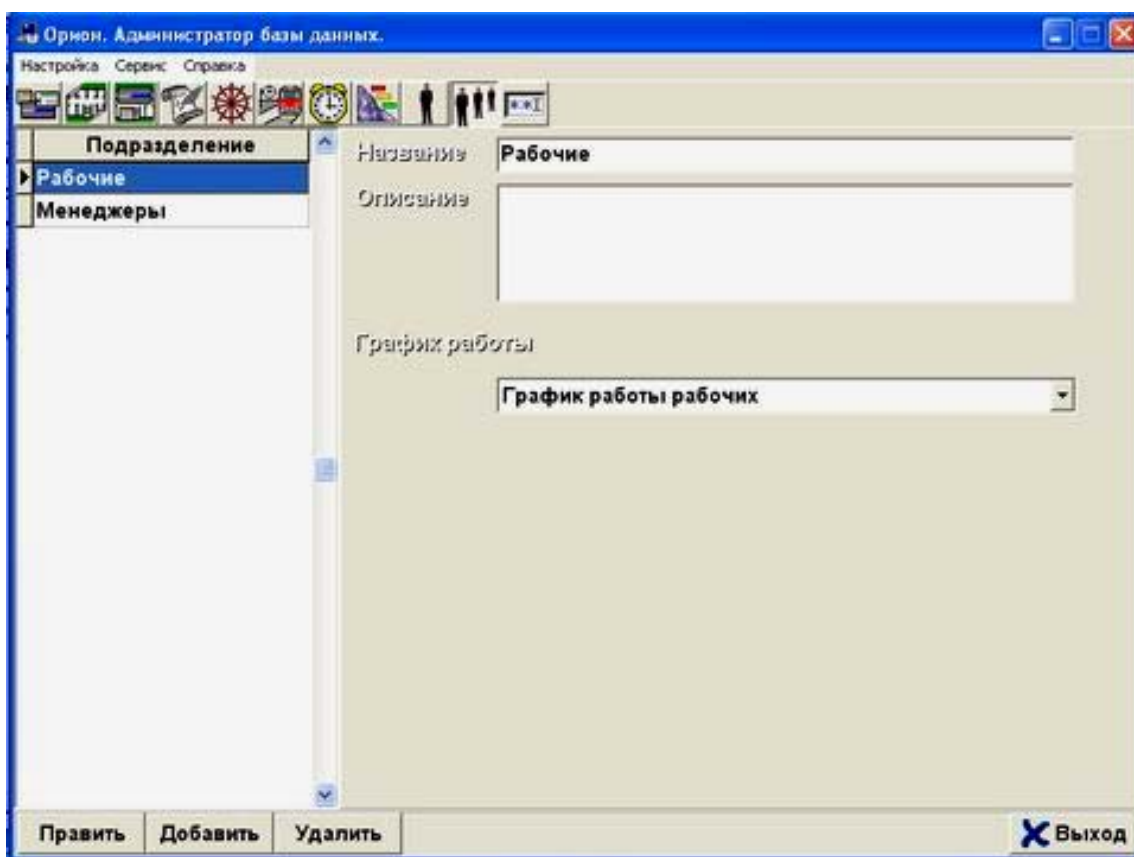 Орион. Администратор базы данных.
Настройка Сервис Справка
Подразделение
Рабочие
Менеджеры
Название Рабочие
Описание
График работы
График работы рабочих
Править Добавить Удалить Выход